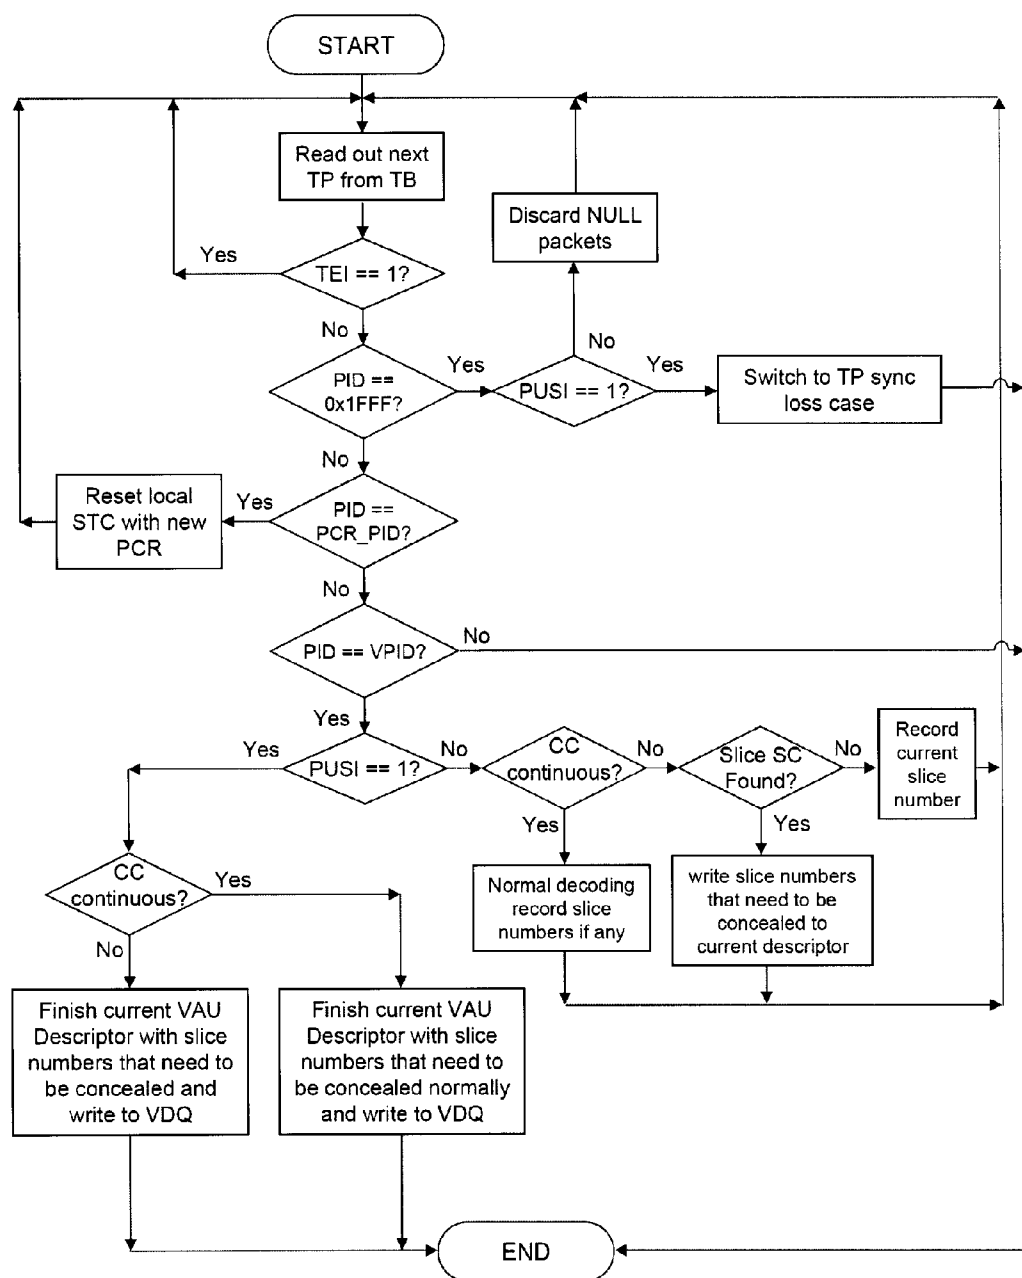 START
Read out next
TP from TB
Discard NULL
packets
Yes
TEI == 1?
No
No
Yes
Yes
PID ==
0x1FFF?
PUSI == 1?
Switch to TP sync
loss case
No
Reset local
STC with new
PCR
Yes
PID ==
PCR_PID?
No
PID == VPID?
No
Yes
Yes
PUSI == 1?
No
CC
continuous?
No
Slice SC
Found?
No
Record
current
slice
number
Yes
Yes
CC
continuous?
Yes
Normal decoding
record slice
numbers if any
write slice numbers
that need to be
concealed to
current descriptor
No
Finish current VAU
Descriptor with slice
numbers that need to
be concealed and
write to VDQ
Finish current VAU
Descriptor with slice
numbers that need to
be concealed normally
and write to VDQ
END